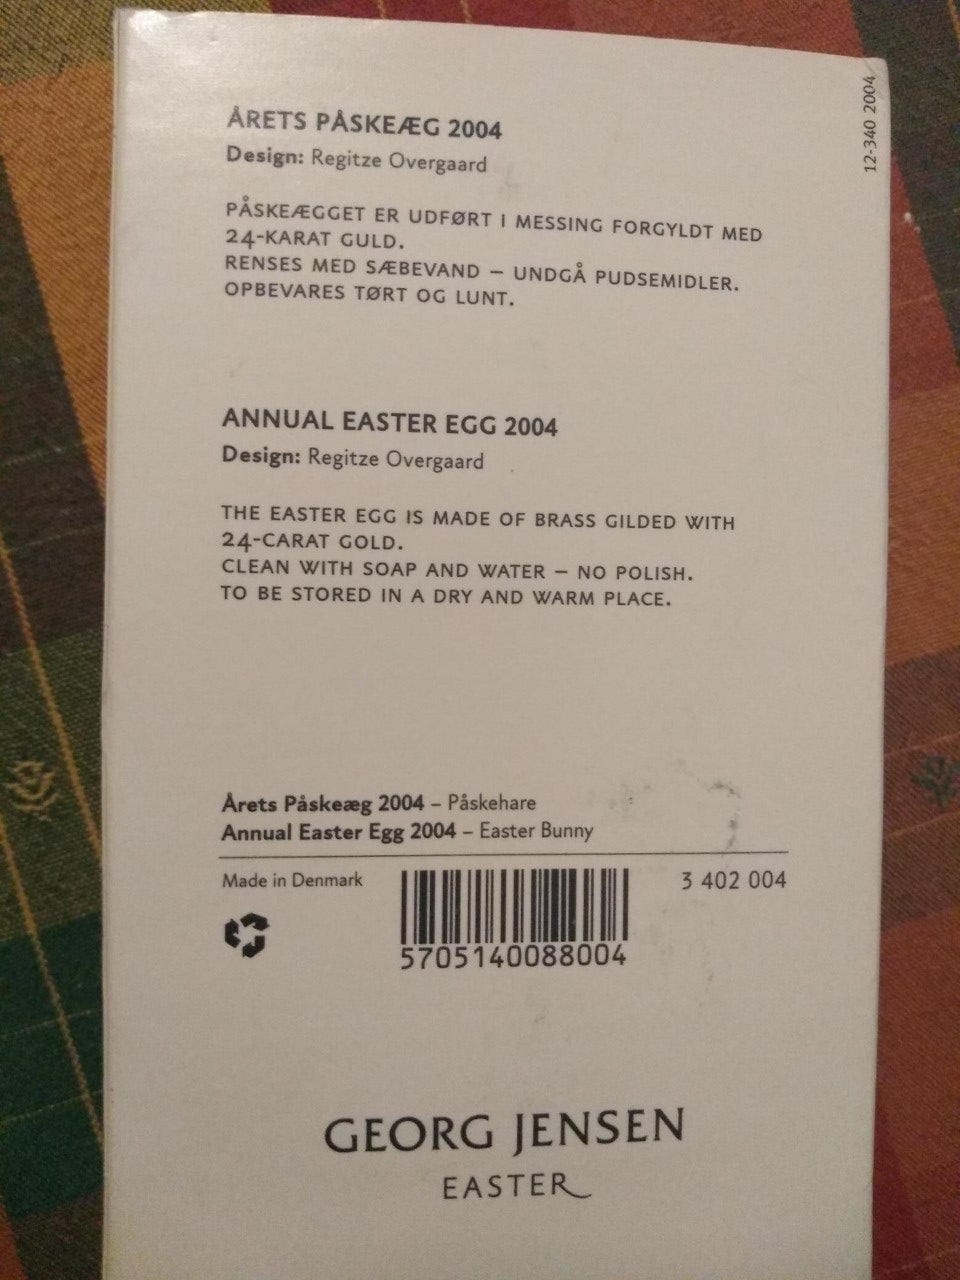 12-340 2004
ÅRETS PÅSKEÆG 2004
Design: Regitze Overgaard
PÅSKEÆGGET ER UDFØRT I MESSING FORGYLDT MED
24-KARAT GULD.
RENSES MED SÆBEVAND – UNDGÅ PUDSEMIDLER.
OPBEVARES TØRT OG LUNT.
ANNUAL EASTER EGG 2004
Design: Regitze Overgaard
THE EASTER EGG IS MADE OF BRASS GILDED WITH
24-CARAT GOLD.
CLEAN WITH SOAP AND WATER – NO POLISH.
TO BE STORED IN A DRY AND WARM PLACE.
Årets Påskeæg 2004 – Påskehare
Annual Easter Egg 2004 – Easter Bunny
Made in Denmark
3 402 004
5705140088004
GEORG JENSEN
EASTER